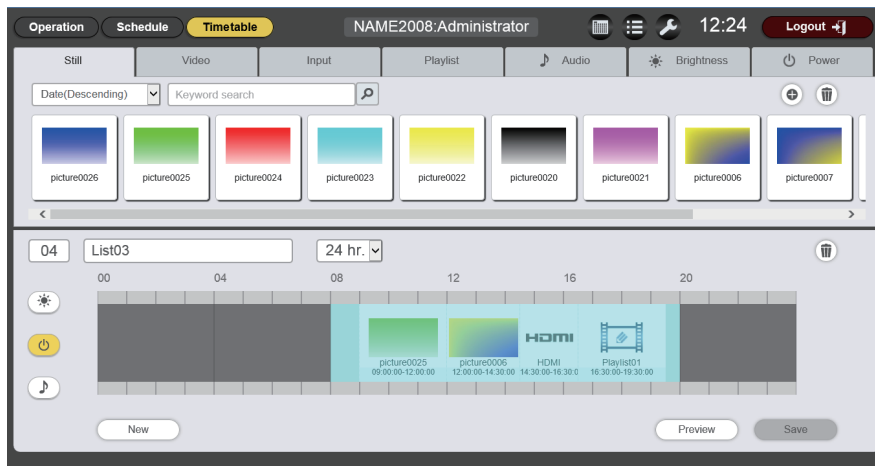 Operation Schedule Timetable NAME2008:Administrator 12:24 Logout
Still Video Input Playlist Audio Brightness Power
Date(Descending) Keyword search
picture0026 picture0025 picture0024 picture0023 picture0022 picture0020 picture0021 picture0006 picture0007
04 List03 24 hr.
00 04 08 12 16 20
HDMI
picture0025 picture0006 HDMI Playlist01
09:00:00-12:00:00 12:00:00-14:30:00 14:30:00-16:30:0 16:30:00-19:30:00
New Preview Save